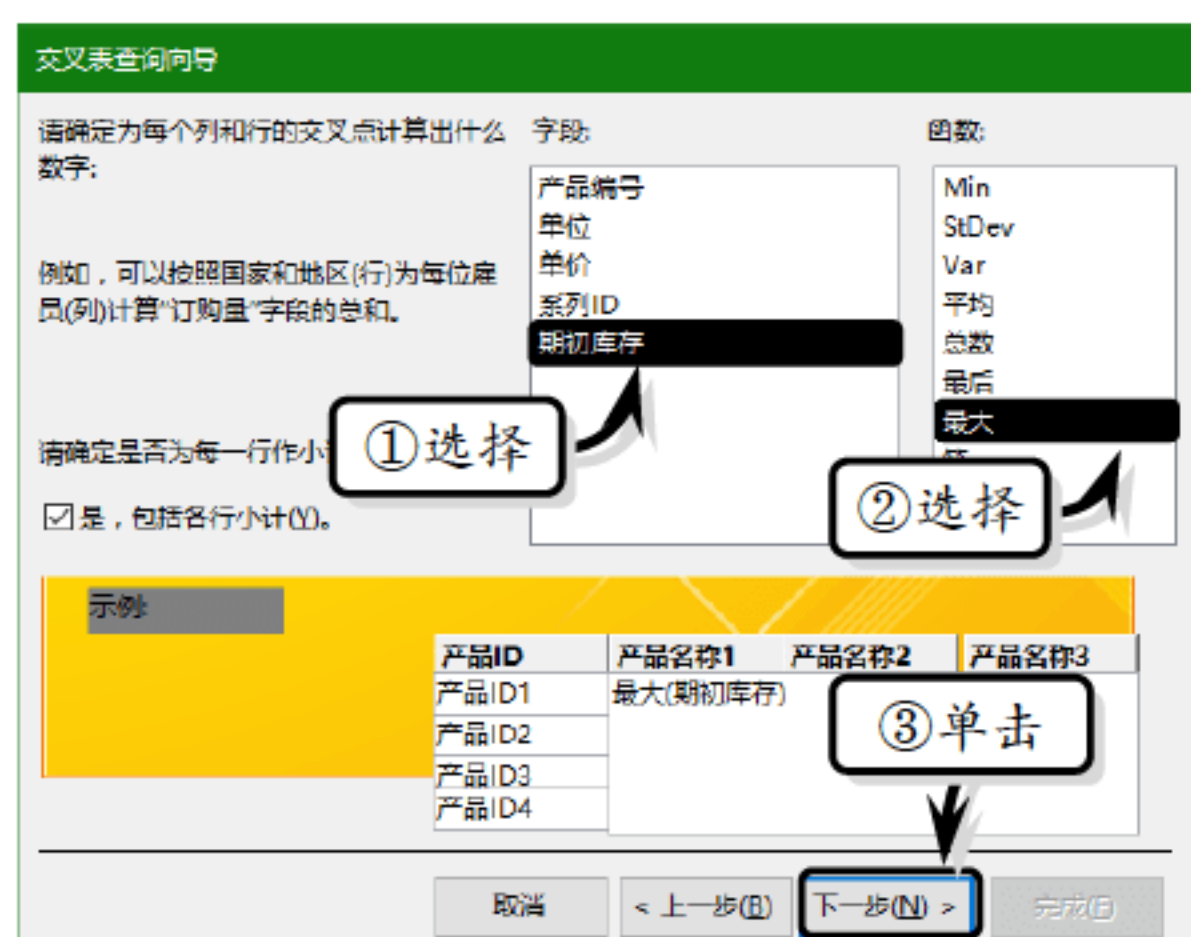 交叉表查询向导
请确定为每个列和行的交叉点计算出什么
数字:
例如，可以按照国家和地区(行)为每位雇
员(列)计算“订购量”字段的总和。
请确定是否为每一行作小
☑是，包括各行小计(Y)。
字段:
产品编号
单位
单价
系列ID
期初库存
函数:
Min
StDev
Var
平均
总数
最后
最大
①选择
②选择
示例:
产品ID 产品名称1 产品名称2 产品名称3
产品ID1 最大(期初库存)
产品ID2
产品ID3
产品ID4
③单击
取消 < 上一步(B) 下一步(N) > 完成(F)